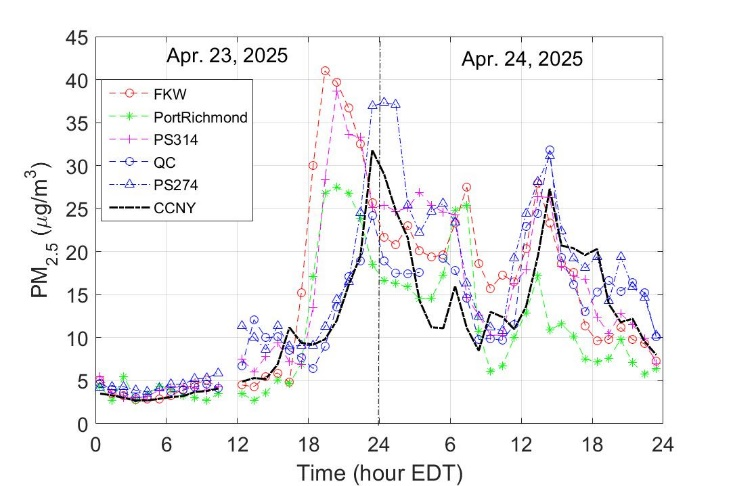 Apr. 23, 2025
Apr. 24, 2025
45
40
35
30
25
20
15
10
5
0
PM2.5 (μg/m3)
FKW
PortRichmond
PS314
QC
PS274
CCNY
0 6 12 18 24 6 12 18 24
Time (hour EDT)